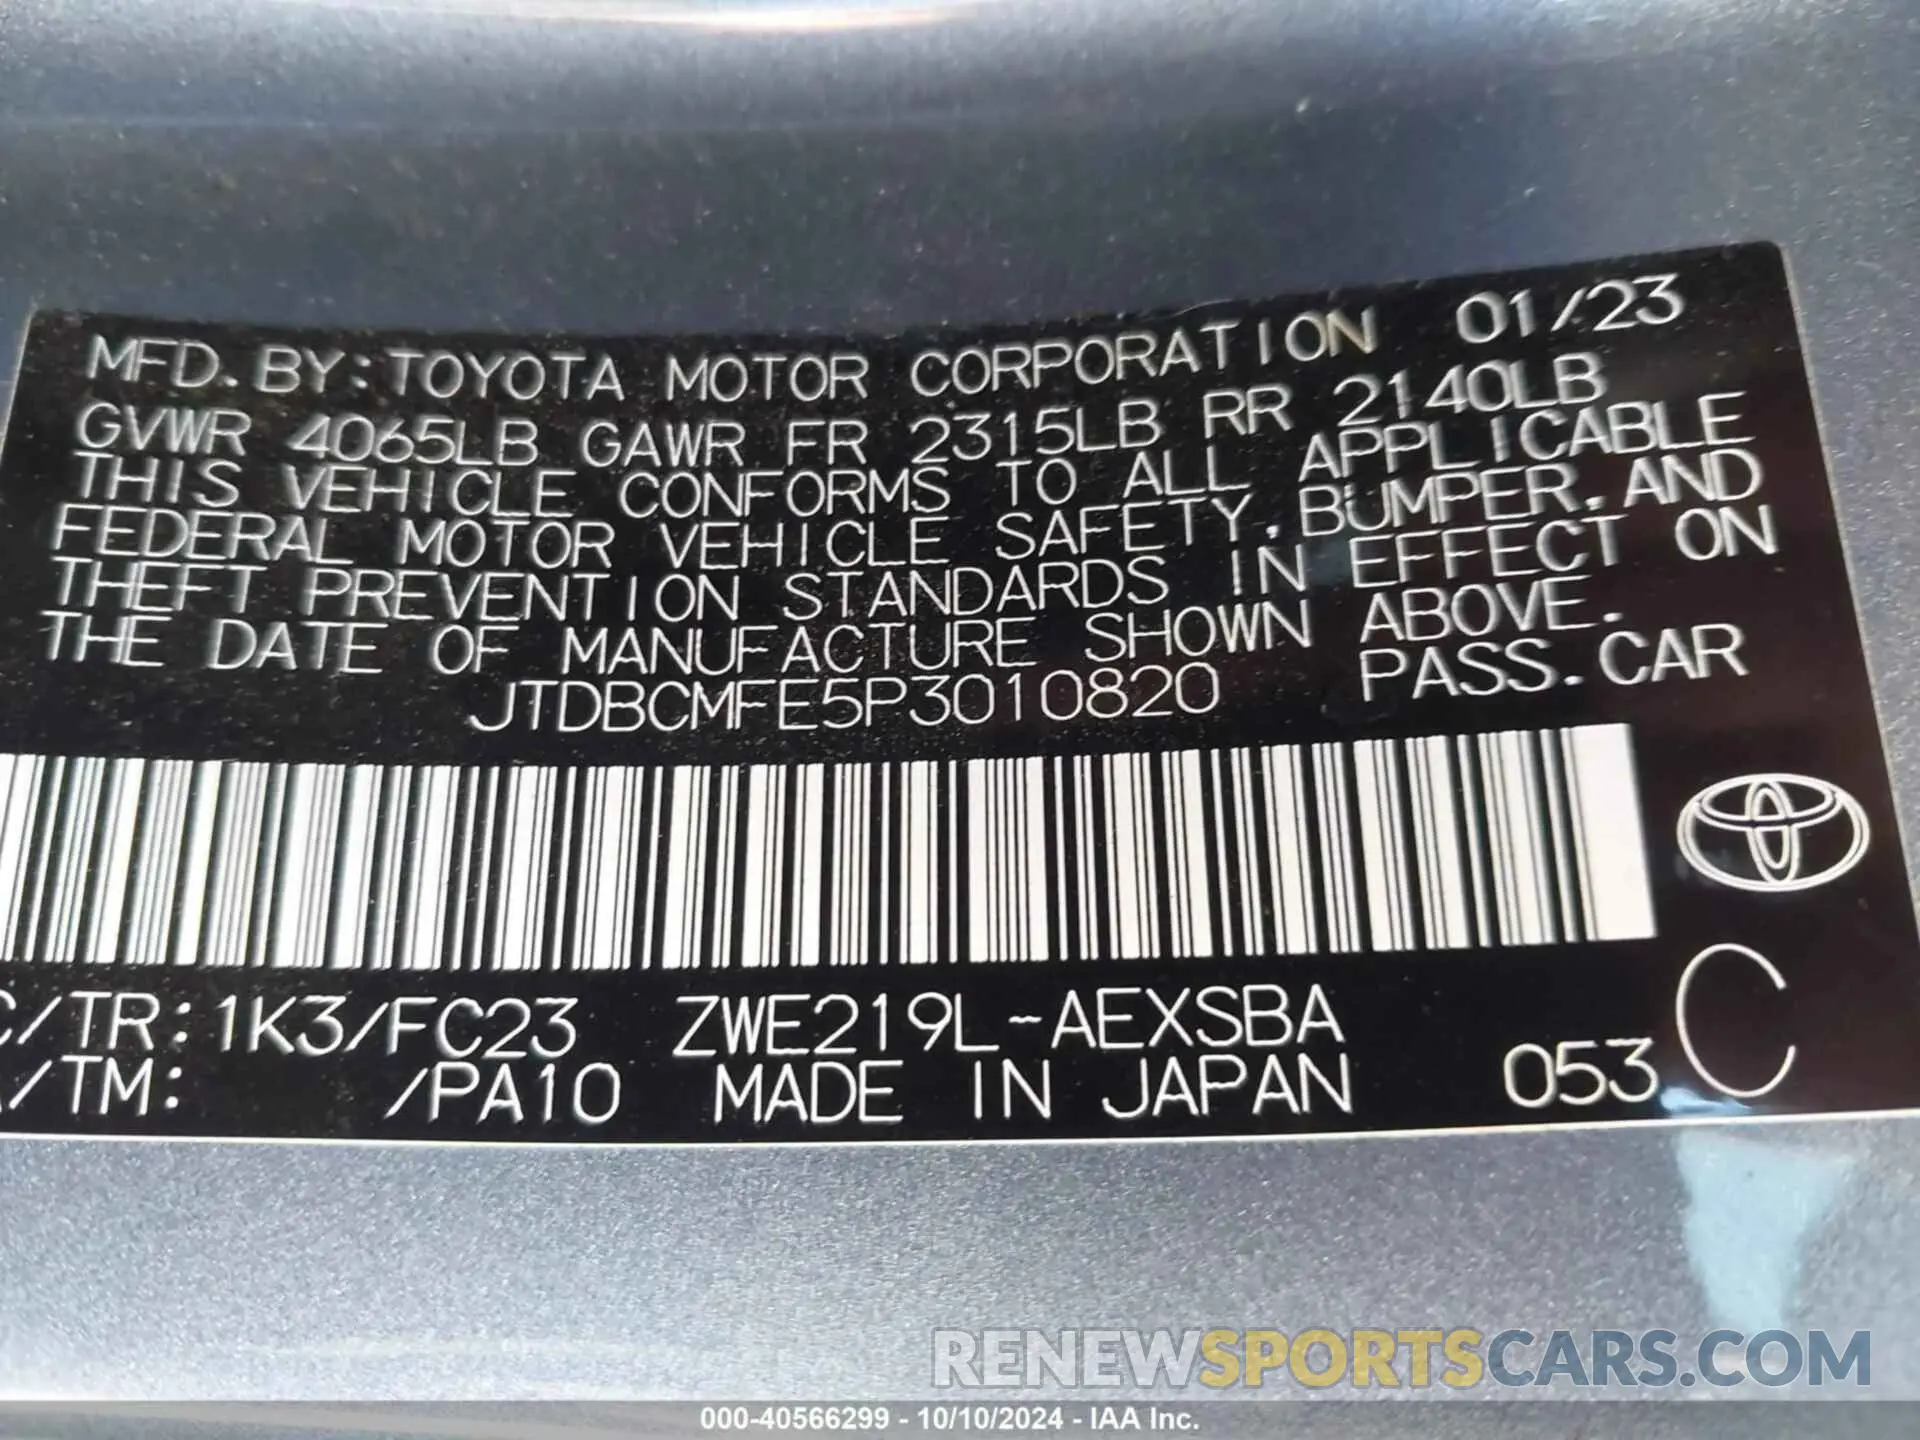 MFD. BY: TOYOTA MOTOR CORPORATION 01/23
GVWR 4065LB GAWR FR 2315LB RR 2140LB
THIS VEHICLE CONFORMS TO ALL APPLICABLE
FEDERAL MOTOR VEHICLE SAFETY, BUMPER, AND
THEFT PREVENTION STANDARDS IN EFFECT ON
THE DATE OF MANUFACTURE SHOWN ABOVE.
JTDBCMFE5P3010820 PASS. CAR
C/TR: 1K3/FC23 ZWE219L-AEXSBA
/TM: /PA10 MADE IN JAPAN 053 C
RENEWSPORTSCARS.COM
000-40566299 - 10/10/2024 - IAA Inc.